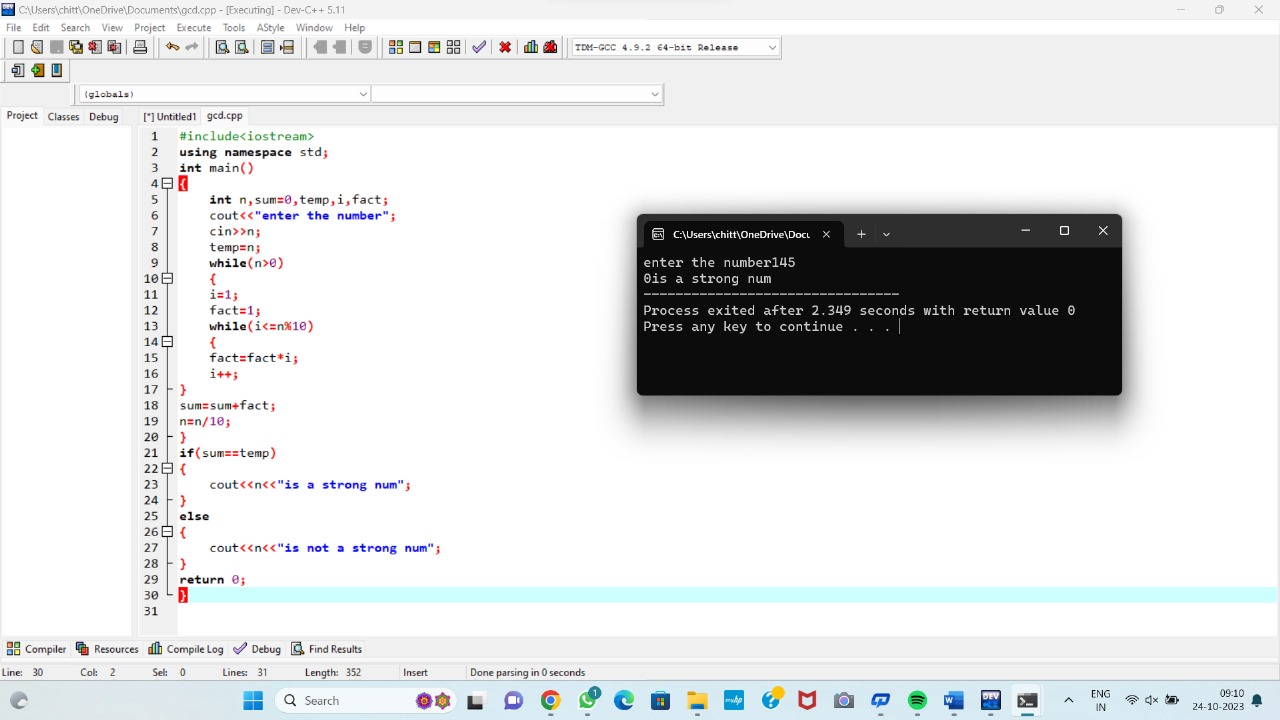 C:\Users\chitt\OneDrive\Documents\gcd.cpp - [Executing] - Dev-C++ 5.11
File Edit Search View Project Execute Tools AStyle Window Help
TDM-GCC 4.9.2 64-bit Release
(globals)
Project Classes Debug [*] Untitled1 gcd.cpp
1 #include<iostream>
2 using namespace std;
3 int main()
4 {
5 int n,sum=0,temp,i,fact;
6 cout<<"enter the number";
7 cin>>n;
8 temp=n;
9 while(n>0)
10 {
11 i=1;
12 fact=1;
13 while(i<=n%10)
14 {
15 fact=fact*i;
16 i++;
17 }
18 sum=sum+fact;
19 n=n/10;
20 }
21 if(sum==temp)
22 {
23 cout<<n<<"is a strong num";
24 }
25 else
26 {
27 cout<<n<<"is not a strong num";
28 }
29 return 0;
30 }
31
C:\Users\chitt\OneDrive\Docu
enter the number145
0is a strong num
--------------------------------
Process exited after 2.349 seconds with return value 0
Press any key to continue . . .
Compiler Resources Compile Log Debug Find Results
Line: 30 Col: 2 Sel: 0 Lines: 31 Length: 352 Insert Done parsing in 0 seconds
Search 1 W DEV ENG 09:10
IN 24-10-2023